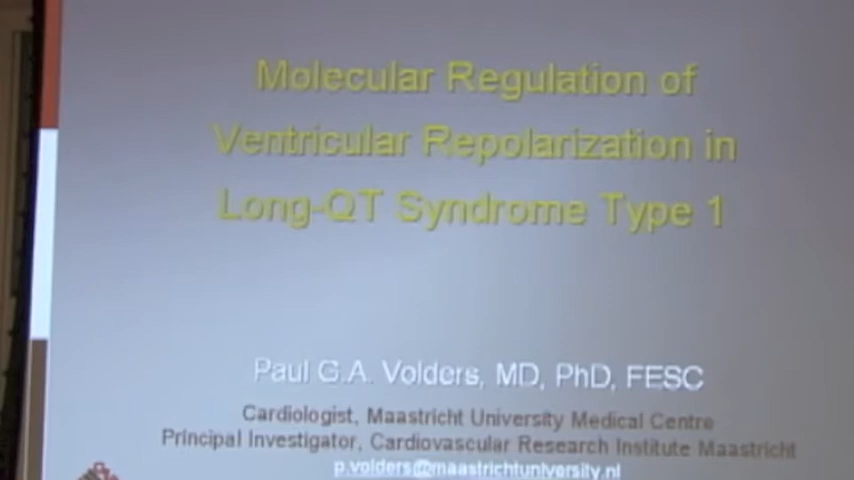 Molecular Regulation of
Ventricular Repolarization in
Long-QT Syndrome Type 1
Paul G.A. Volders, MD, PhD, FESC
Cardiologist, Maastricht University Medical Centre
Principal Investigator, Cardiovascular Research Institute Maastricht
p.volders@maastrichtuniversity.nl